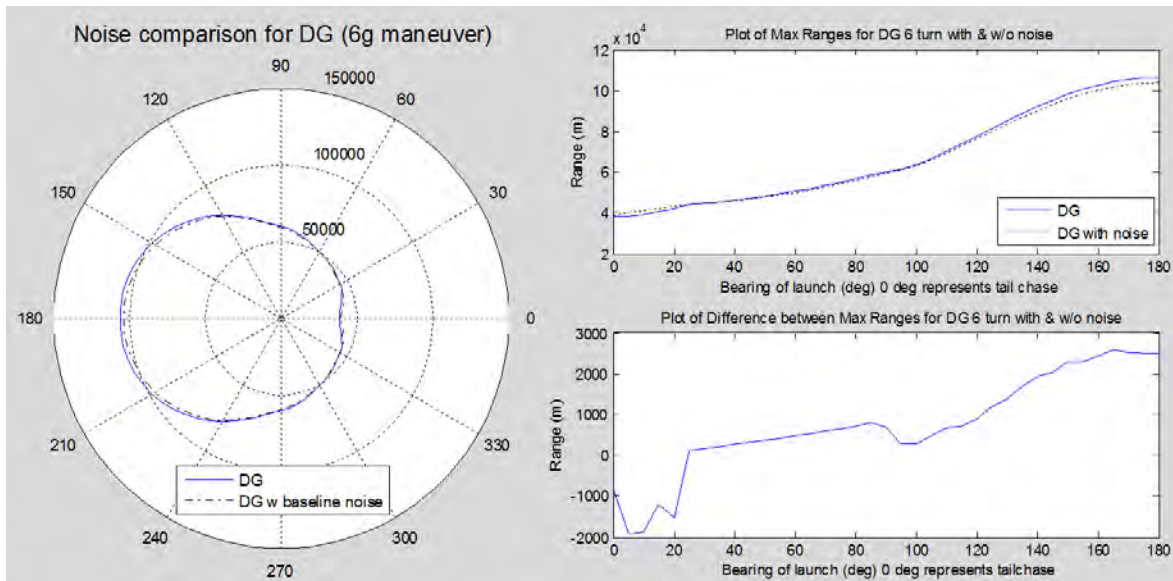 Noise comparison for DG (6g maneuver)
90
150000
120
60
100000
150
30
50000
180
0
210
330
240
300
270
DG
DG w baseline noise
Plot of Max Ranges for DG 6 turn with & w/o noise
x 10^4
12
10
8
6
4
2
Range (m)
0 20 40 60 80 100 120 140 160 180
Bearing of launch (deg) 0 deg represents tail chase
DG
DG with noise
Plot of Difference between Max Ranges for DG 6 turn with & w/o noise
3000
2000
1000
0
-1000
-2000
Range (m)
0 20 40 60 80 100 120 140 160 180
Bearing of launch (deg) 0 deg represents tailchase